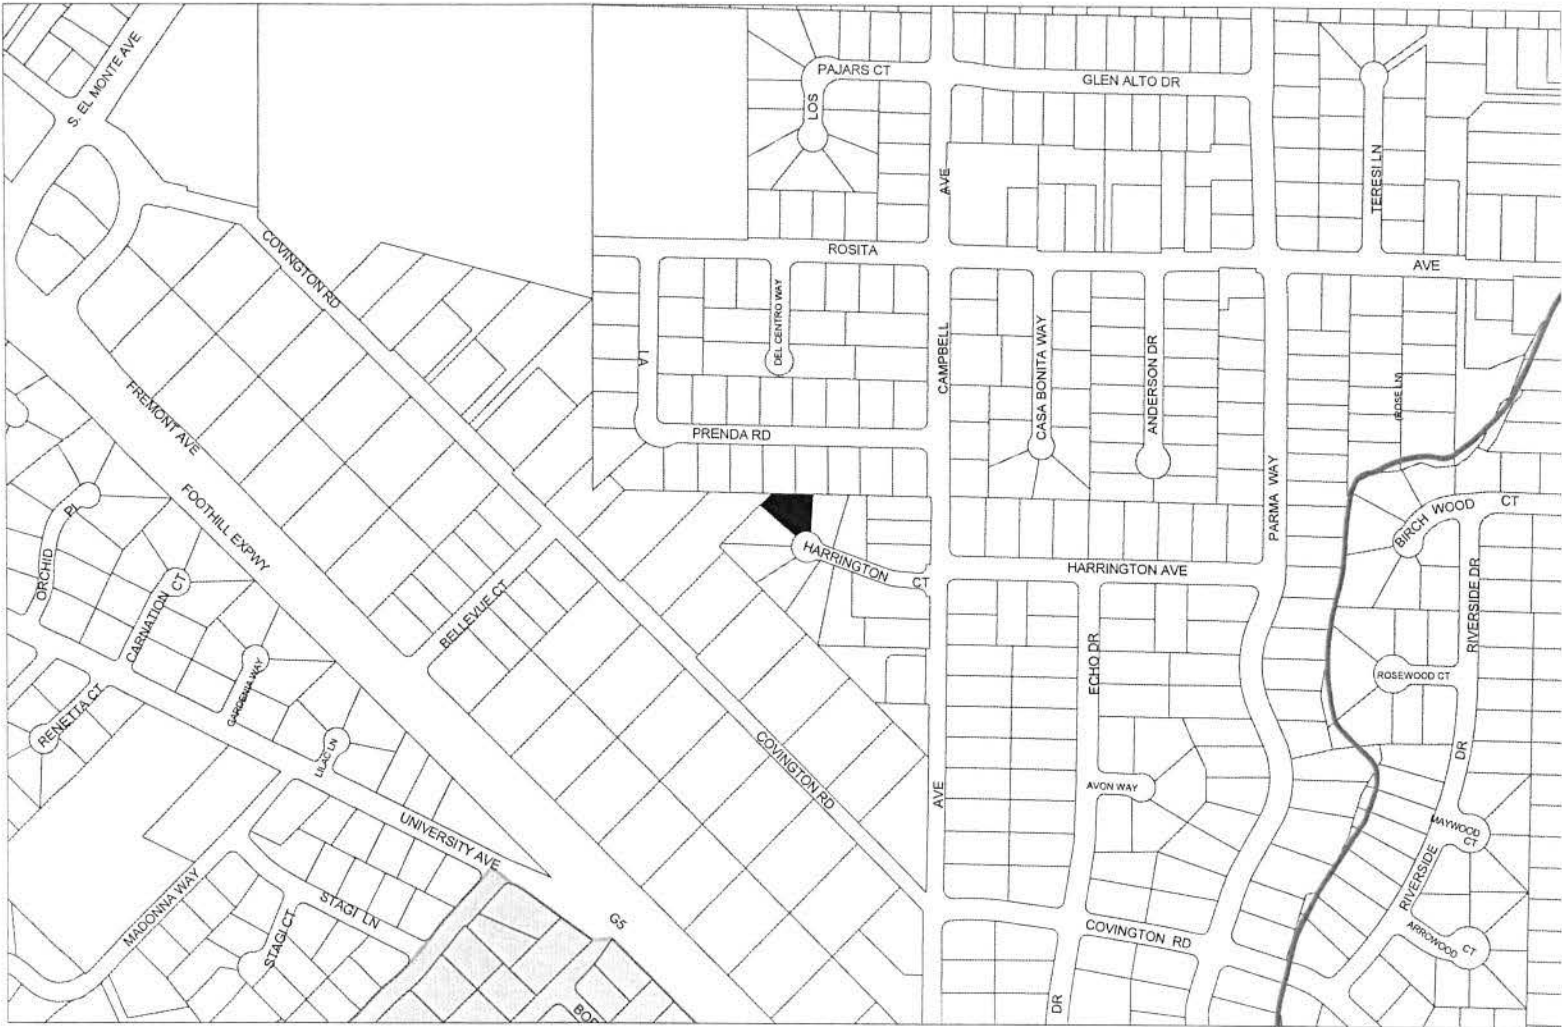 S. EL MONTE AVE
LOS
PAJARS CT
GLEN ALTO DR
TERESI LN
AVE
ROSITA
AVE
COVINGTON RD
LA
DEL CENTRO WAY
CAMPBELL
CASA BONITA WAY
ANDERSON DR
(ROSE LN)
PRENDA RD
FREMONT AVE
FOOTHILL EXPWY
PARMA WAY
BIRCH WOOD CT
ORCHID
PL
CARNATION CT
BELLEVUE CT
HARRINGTON CT
HARRINGTON AVE
RIVERSIDE DR
ECHO DR
ROSEWOOD CT
GARDENIA WAY
RENETTA CT
LILAC LN
COVINGTON RD
AVE
AVON WAY
DR
MAYWOOD
CT
RIVERSIDE
UNIVERSITY AVE
MADONNA WAY
STAGI LN
STAGI CT
G5
COVINGTON RD
ARROWOOD CT
DR